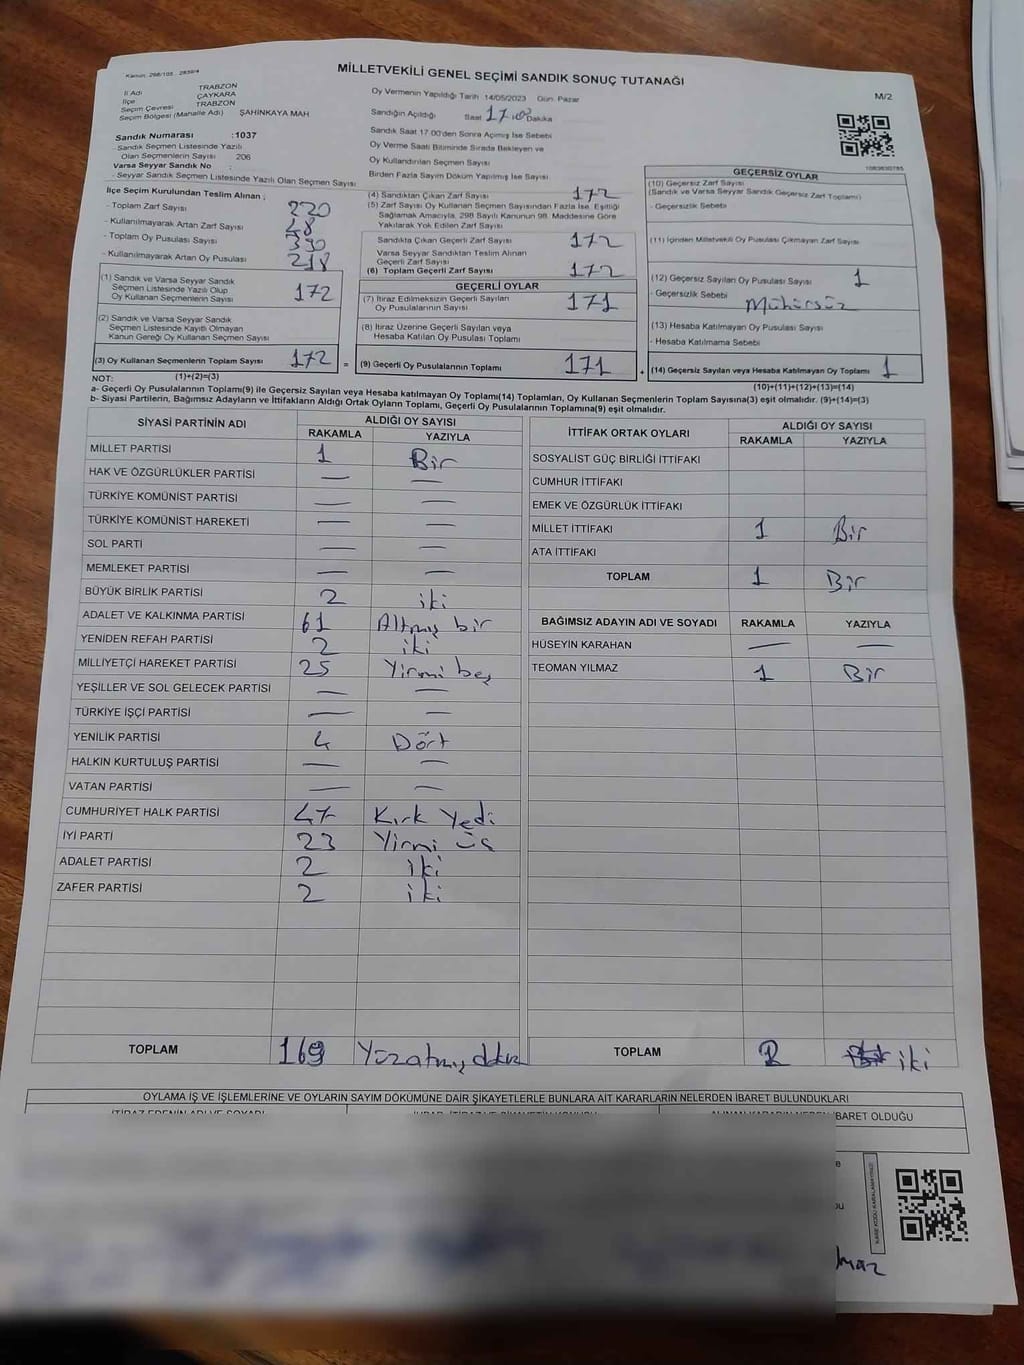 Kanun: 298/105 . 2839/4
MİLLETVEKİLİ GENEL SEÇİMİ SANDIK SONUÇ TUTANAĞI
M/2
İl Adı TRABZON
İlçe ÇAYKARA
Seçim Çevresi TRABZON
Seçim Bölgesi (Mahalle Adı) ŞAHİNKAYA MAH
Sandık Numarası :1037
- Sandık Seçmen Listesinde Yazılı
Olan Seçmenlerin Sayısı 206
Varsa Seyyar Sandık No :
- Seyyar Sandık Seçmen Listesinde Yazılı Olan Seçmen Sayısı
Oy Vermenin Yapıldığı Tarih 14/05/2023 Gün: Pazar
Sandığın Açıldığı Saat 17:08 Dakika
Sandık Saat 17:00'den Sonra Açımış İse Sebebi
Oy Verme Saati Bitiminde Sırada Bekleyen ve
Oy Kullandırılan Seçmen Sayısı
Birden Fazla Sayım Döküm Yapılmış İse Sayısı
1083630785
İlçe Seçim Kurulundan Teslim Alınan ;
- Toplam Zarf Sayısı 220
- Kullanılmayarak Artan Zarf Sayısı 48
- Toplam Oy Pusulası Sayısı 390
- Kullanılmayarak Artan Oy Pusulası 218
(1) Sandık ve Varsa Seyyar Sandık
Seçmen Listesinde Yazılı Olup
Oy Kullanan Seçmenlerin Sayısı 172
(2) Sandık ve Varsa Seyyar Sandık
Seçmen Listesinde Kayıtlı Olmayan
Kanun Gereği Oy Kullanan Seçmen Sayısı
(3) Oy Kullanan Seçmenlerin Toplam Sayısı 172 =
(1)+(2)=(3)
(4) Sandıktan Çıkan Zarf Sayısı 172
(5) Zarf Sayısı Oy Kullanan Seçmen Sayısından Fazla İse, Eşitliği
Sağlamak Amacıyla, 298 Sayılı Kanunun 98. Maddesine Göre
Yakılarak Yok Edilen Zarf Sayısı
Sandıkta Çıkan Geçerli Zarf Sayısı 172
Varsa Seyyar Sandıktan Teslim Alınan
Geçerli Zarf Sayısı
(6) Toplam Geçerli Zarf Sayısı 172
GEÇERLİ OYLAR
(7) İtiraz Edilmeksizin Geçerli Sayılan
Oy Pusulalarının Sayısı 171
(8) İtiraz Üzerine Geçerli Sayılan veya
Hesaba Katılan Oy Pusulası Toplamı
(9) Geçerli Oy Pusulalarının Toplamı 171 +
GEÇERSİZ OYLAR
(10) Geçersiz Zarf Sayısı
(Sandık ve Varsa Seyyar Sandık Geçersiz Zarf Toplamı)
- Geçersizlik Sebebi
(11) İçinden Milletvekili Oy Pusulası Çıkmayan Zarf Sayısı
(12) Geçersiz Sayılan Oy Pusulası Sayısı 1
- Geçersizlik Sebebi Mühürsüz
(13) Hesaba Katılmayan Oy Pusulası Sayısı
- Hesaba Katılmama Sebebi
(14) Geçersiz Sayılan veya Hesaba Katılmayan Oy Toplamı 1
(10)+(11)+(12)+(13)=(14)
NOT:
a- Geçerli Oy Pusulalarının Toplamı(9) ile Geçersiz Sayılan veya Hesaba katılmayan Oy Toplamı(14) Toplamları, Oy Kullanan Seçmenlerin Toplam Sayısına(3) eşit olmalıdır. (9)+(14)=(3)
b- Siyasi Partilerin, Bağımsız Adayların ve İttifakların Aldığı Ortak Oyların Toplamı, Geçerli Oy Pusulalarının Toplamına(9) eşit olmalıdır.
SİYASİ PARTİNİN ADI ALDIĞI OY SAYISI
RAKAMLA YAZIYLA
MİLLET PARTİSİ 1 Bir
HAK VE ÖZGÜRLÜKLER PARTİSİ — —
TÜRKİYE KOMÜNİST PARTİSİ — —
TÜRKİYE KOMÜNİST HAREKETİ — —
SOL PARTİ — —
MEMLEKET PARTİSİ — —
BÜYÜK BİRLİK PARTİSİ 2 iki
ADALET VE KALKINMA PARTİSİ 61 Altmış bir
YENİDEN REFAH PARTİSİ 2 iki
MİLLİYETÇİ HAREKET PARTİSİ 25 Yirmi beş
YEŞİLLER VE SOL GELECEK PARTİSİ — —
TÜRKİYE İŞÇİ PARTİSİ — —
YENİLİK PARTİSİ 4 Dört
HALKIN KURTULUŞ PARTİSİ — —
VATAN PARTİSİ — —
CUMHURİYET HALK PARTİSİ 47 Kırk Yedi
İYİ PARTİ 23 Yirmi üç
ADALET PARTİSİ 2 iki
ZAFER PARTİSİ 2 iki
TOPLAM 169 Yüzatmış dokuz
İTTİFAK ORTAK OYLARI ALDIĞI OY SAYISI
RAKAMLA YAZIYLA
SOSYALİST GÜÇ BİRLİĞİ İTTİFAKI
CUMHUR İTTİFAKI
EMEK VE ÖZGÜRLÜK İTTİFAKI
MİLLET İTTİFAKI 1 Bir
ATA İTTİFAKI
TOPLAM 1 Bir
BAĞIMSIZ ADAYIN ADI VE SOYADI RAKAMLA YAZIYLA
HÜSEYİN KARAHAN — —
TEOMAN YILMAZ 1 Bir
TOPLAM 2 iki
OYLAMA İŞ VE İŞLEMLERİNE VE OYLARIN SAYIM DÖKÜMÜNE DAİR ŞİKAYETLERLE BUNLARA AİT KARARLARIN NELERDEN İBARET BULUNDUKLARI
İTİRAZ EDENİN ADI VE SOYADI
İBARET OLDUĞU
KARE KODU KARALAMAYINIZ!